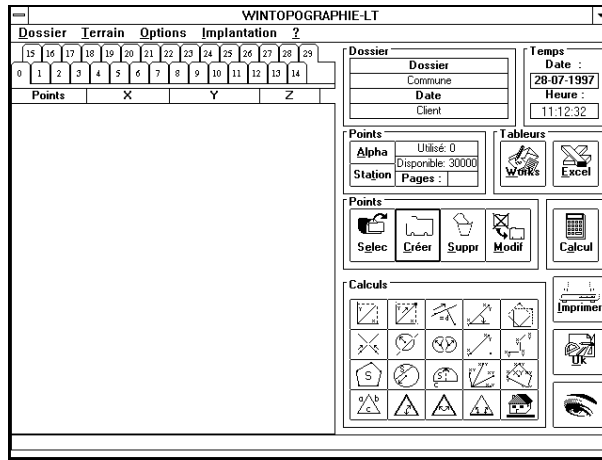 WINTOPOGRAPHIE-LT
Dossier Terrain Options Implantation ?
15 16 17 18 19 20 21 22 23 24 25 26 27 28 29
0 1 2 3 4 5 6 7 8 9 10 11 12 13 14
Points X Y Z
Dossier
Dossier
Commune
Date
Client
Temps
Date :
28-07-1997
Heure :
11:12:32
Points
Alpha
Station
Utilisé: 0
Disponible: 30000
Pages :
Tableurs
Works
Excel
Points
Selec
Créer
Suppr
Modif
Calcul
Calculs
S
S
S
c
a b
c
Imprimer
Ok